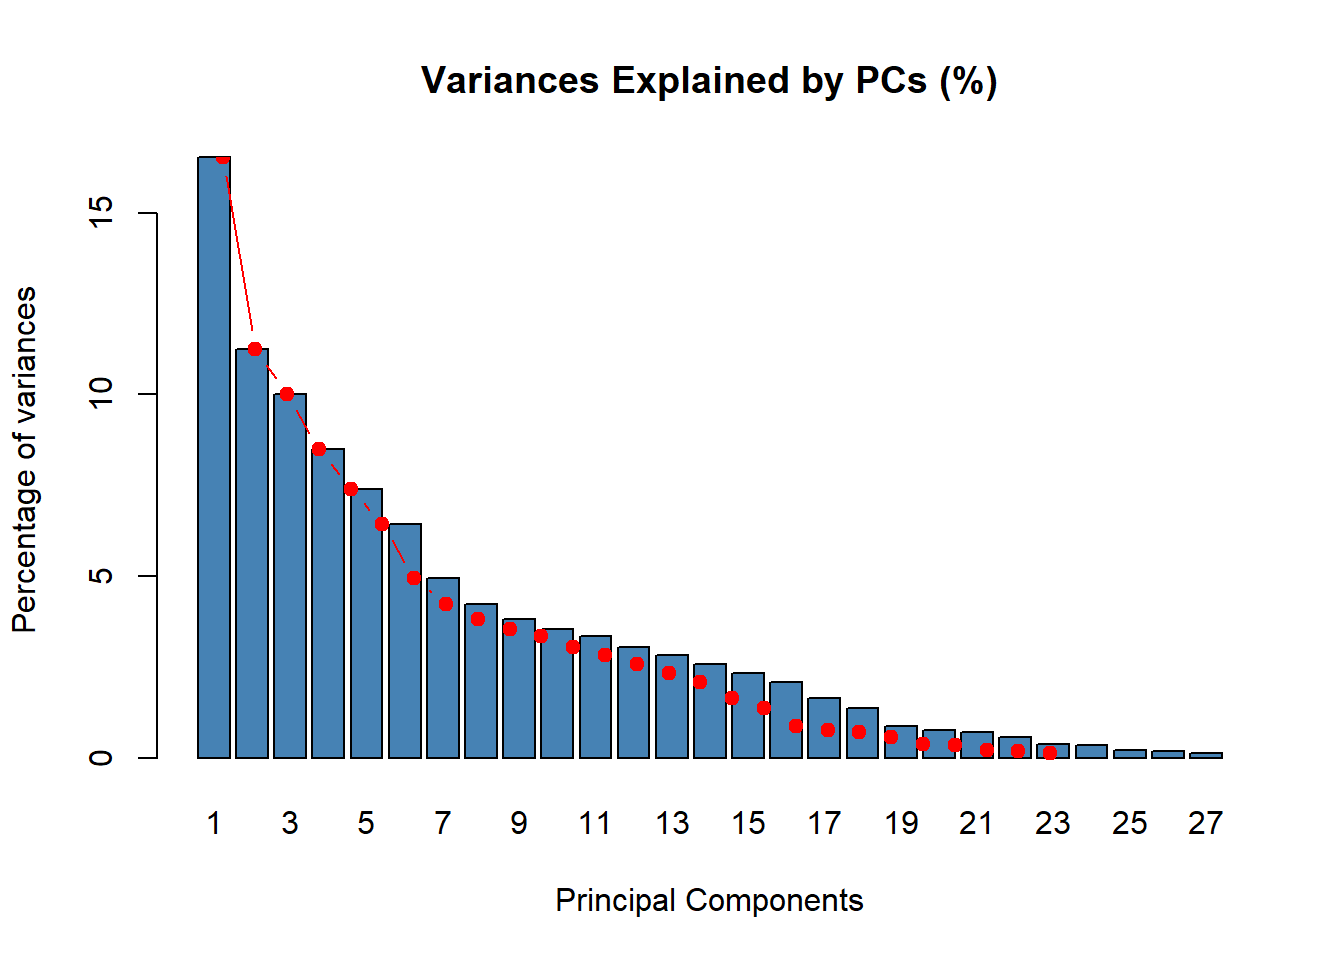 Variances Explained by PCs (%)
Percentage of variances
15
10
5
0
1 3 5 7 9 11 13 15 17 19 21 23 25 27
Principal Components